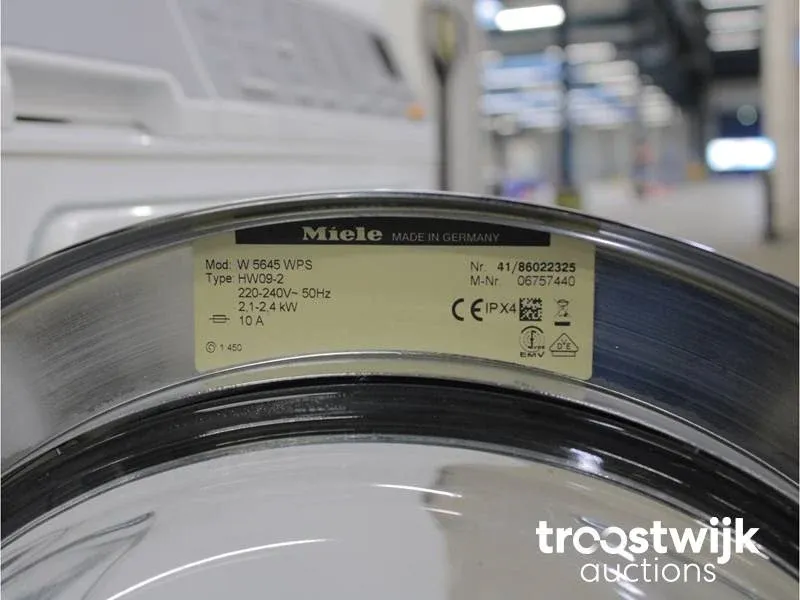 Miele MADE IN GERMANY
Mod: W 5645 WPS
Type: HW09-2
220-240V~ 50Hz
2,1-2,4 kW
10 A
1 450
Nr. 41/86022325
M-Nr. 06757440
CE IPX4
EMV
VDE
troostwijk
auctions